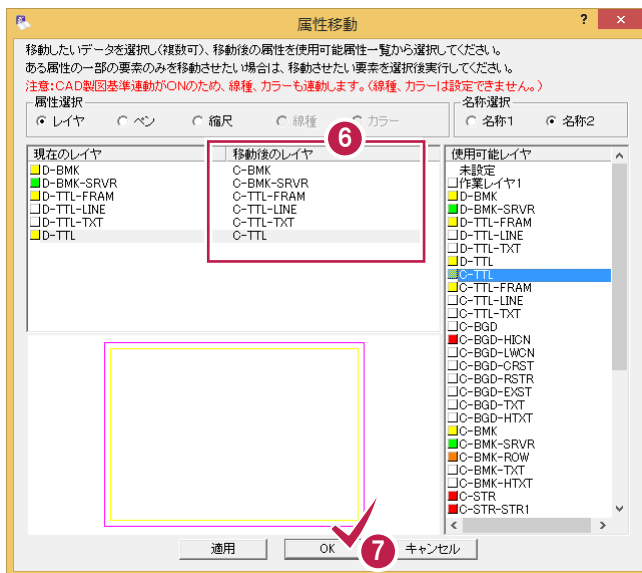 属性移動
? ×
移動したいデータを選択し(複数可)、移動後の属性を使用可能属性一覧から選択してください。
ある属性の一部の要素のみを移動させたい場合は、移動させたい要素を選択後実行してください。
注意:CAD製図基準連動がONのため、線種、カラーも連動します。(線種、カラーは設定できません。)
属性選択
レイヤ ペン 縮尺 線種 カラー
名称選択
名称1 名称2
6
現在のレイヤ 移動後のレイヤ
D-BMK C-BMK
D-BMK-SRVR C-BMK-SRVR
D-TTL-FRAM C-TTL-FRAM
D-TTL-LINE C-TTL-LINE
D-TTL-TXT C-TTL-TXT
D-TTL C-TTL
使用可能レイヤ
未設定
作業レイヤ1
D-BMK
D-BMK-SRVR
D-TTL-FRAM
D-TTL-LINE
D-TTL-TXT
D-TTL
C-TTL
C-TTL-FRAM
C-TTL-LINE
C-TTL-TXT
C-BGD
C-BGD-HICN
C-BGD-LWCN
C-BGD-CRST
C-BGD-RSTR
C-BGD-EXST
C-BGD-TXT
C-BGD-HTXT
C-BMK
C-BMK-SRVR
C-BMK-ROW
C-BMK-TXT
C-BMK-HTXT
C-STR
C-STR-STR1
適用 OK キャンセル
7